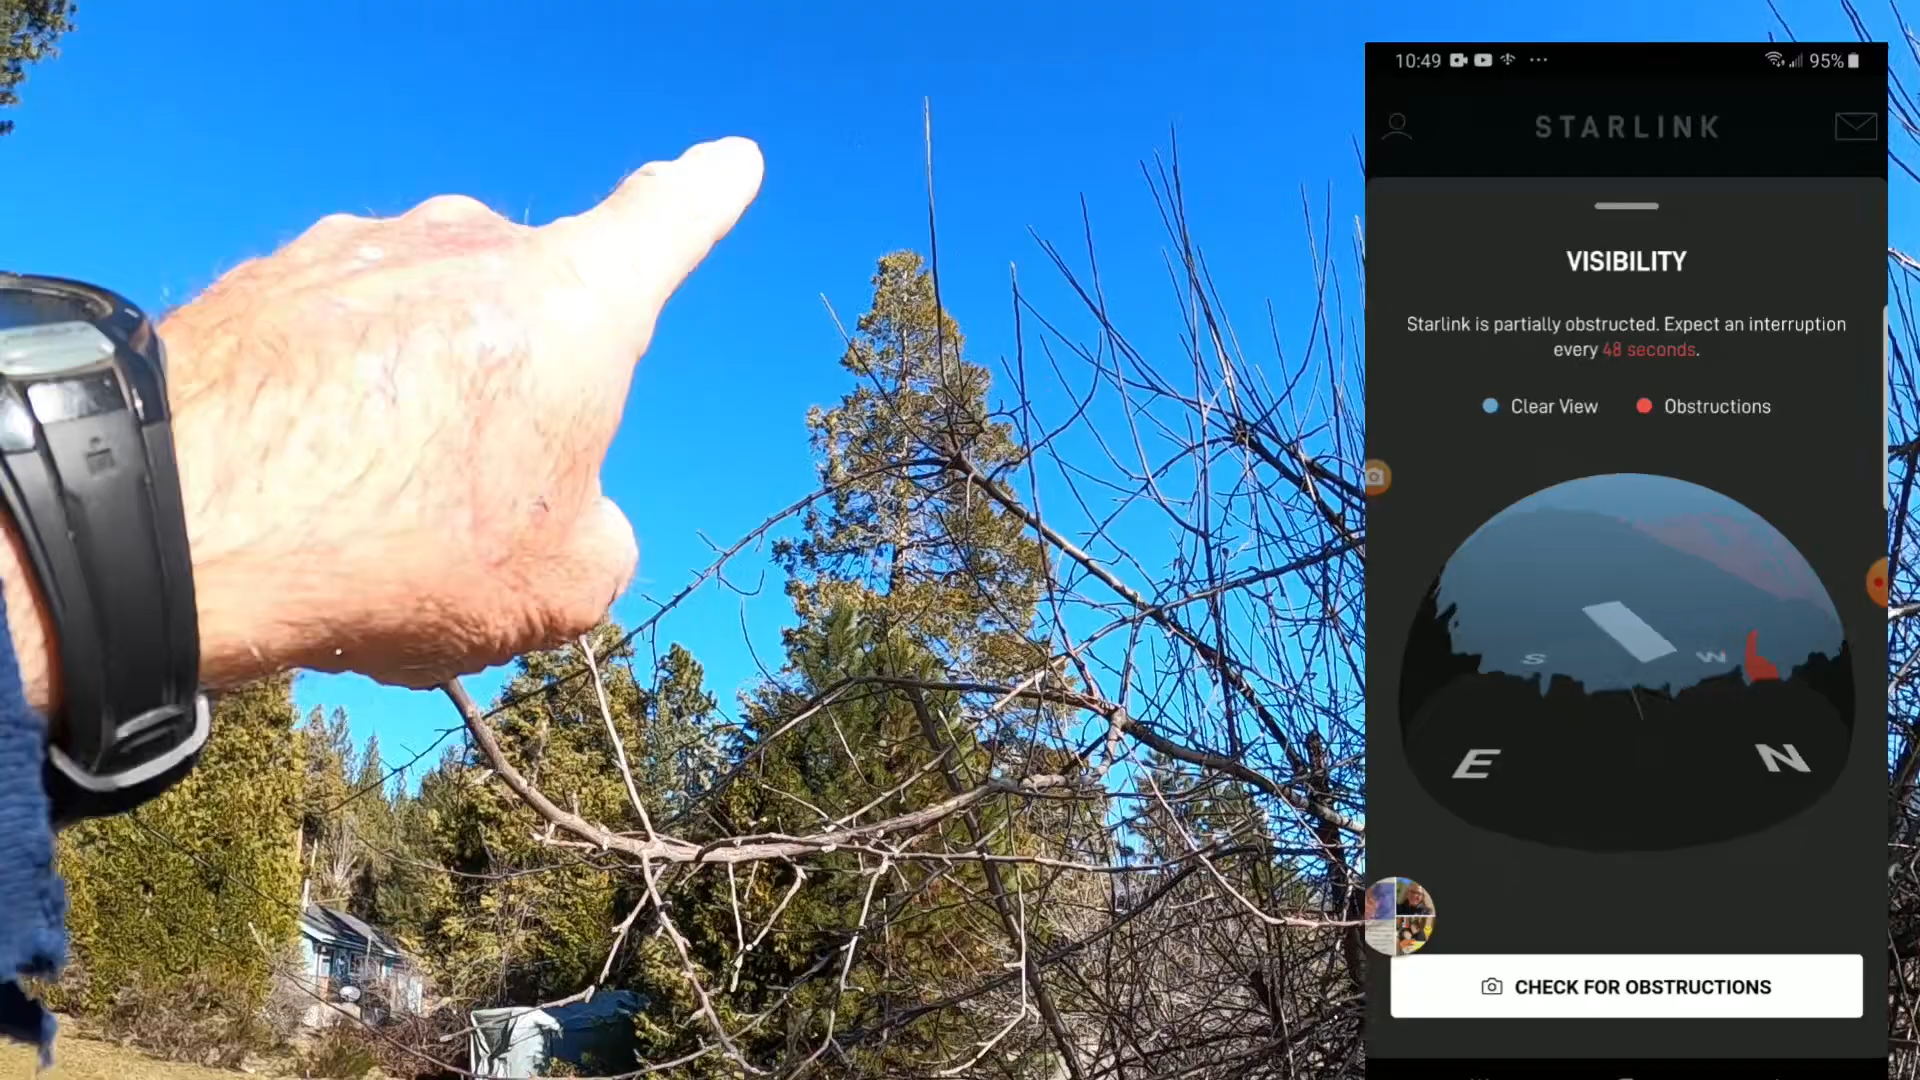 10:49
95%
STARLINK
VISIBILITY
Starlink is partially obstructed. Expect an interruption
every 48 seconds.
Clear View
Obstructions
S
W
E
N
CHECK FOR OBSTRUCTIONS